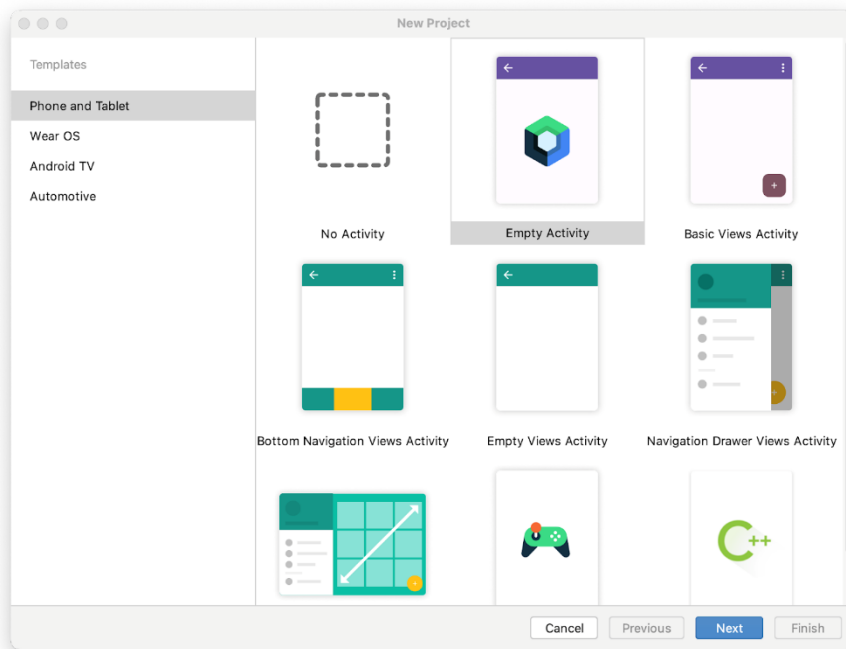 New Project
Templates
Phone and Tablet
Wear OS
Android TV
Automotive
No Activity
Empty Activity
Basic Views Activity
Bottom Navigation Views Activity
Empty Views Activity
Navigation Drawer Views Activity
C++
Cancel
Previous
Next
Finish